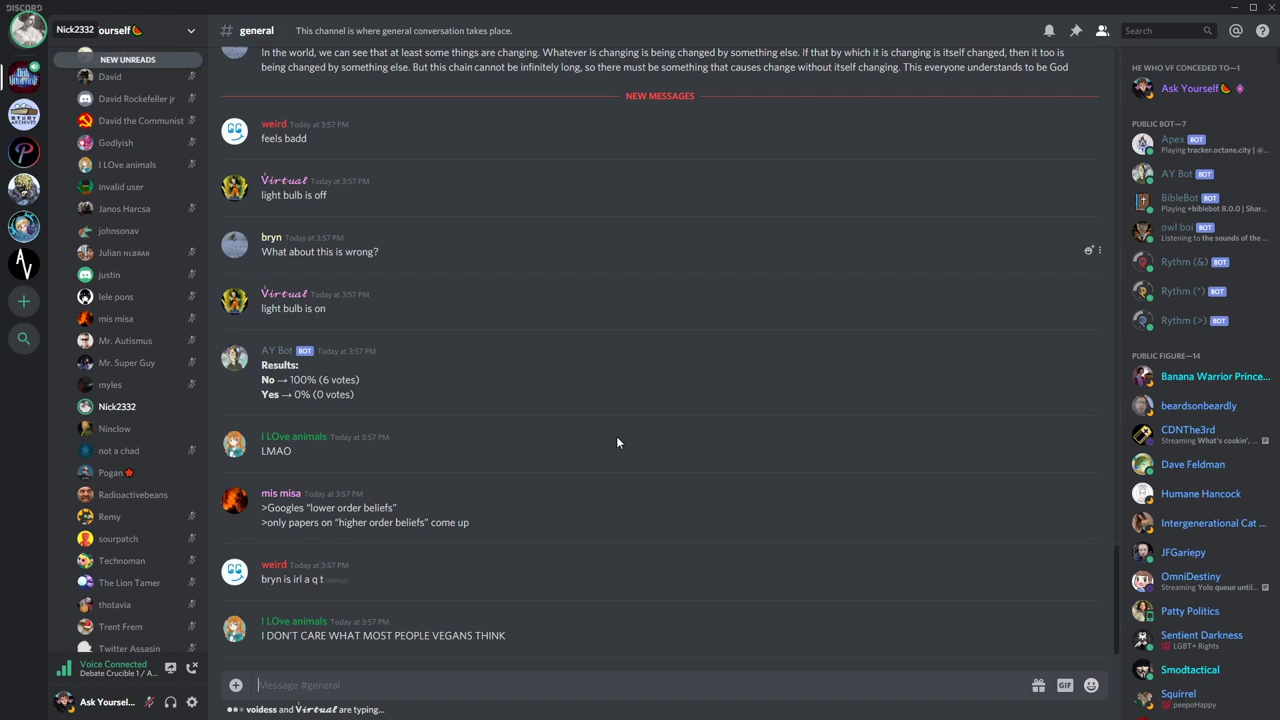 DISCORD
Nick2332
ourself🍉
# general
This channel is where general conversation takes place.
Search
NEW UNREADS
David
David Rockefeller jr
David the Communist
Godlyish
I LOve animals
invalid user
Janos Harcsa
johnsonav
Julian NLBRAR
justin
lele pons
mis misa
Mr. Autismus
Mr. Super Guy
myles
Nick2332
Ninclow
not a chad
Pogan🌺
Radioactivebeans
Remy
sourpatch
Technoman
The Lion Tamer
thotavia
Trent Frem
Twitter Assasin
Voice Connected
Debate Crucible 1 / A...
Ask Yoursel...
In the world, we can see that at least some things are changing. Whatever is changing is being changed by something else. If that by which it is changing is itself changed, then it too is
being changed by something else. But this chain cannot be infinitely long, so there must be something that causes change without itself changing. This everyone understands to be God
NEW MESSAGES
weird Today at 3:57 PM
feels badd
Virtual Today at 3:57 PM
light bulb is off
bryn Today at 3:57 PM
What about this is wrong?
Virtual Today at 3:57 PM
light bulb is on
AY Bot BOT Today at 3:57 PM
Results:
No → 100% (6 votes)
Yes → 0% (0 votes)
I LOve animals Today at 3:57 PM
LMAO
mis misa Today at 3:57 PM
>Googles “lower order beliefs”
>only papers on “higher order beliefs” come up
weird Today at 3:57 PM
bryn is irl a q t (edited)
I LOve animals Today at 3:57 PM
I DON'T CARE WHAT MOST PEOPLE VEGANS THINK
Message #general
GIF
voidess and Virtual are typing...
HE WHO VF CONCEDED TO—1
Ask Yourself🍉
PUBLIC BOT—7
Apex BOT
Playing tracker.octane.city | @...
AY Bot BOT
BibleBot BOT
Playing +biblebot 8.0.0 | Shar...
owl boi BOT
Listening to the sounds of the ...
Rythm (&) BOT
Rythm (*) BOT
Rythm (>) BOT
PUBLIC FIGURE—14
Banana Warrior Prince...
beardsonbeardly
CDNThe3rd
Streaming What's cookin', ...
Dave Feldman
Humane Hancock
Intergenerational Cat ...
JFGariepy
OmniDestiny
Streaming Yolo queue until...
Patty Politics
Sentient Darkness
LGBT+ Rights
Smodtactical
Squirrel
peepoHappy